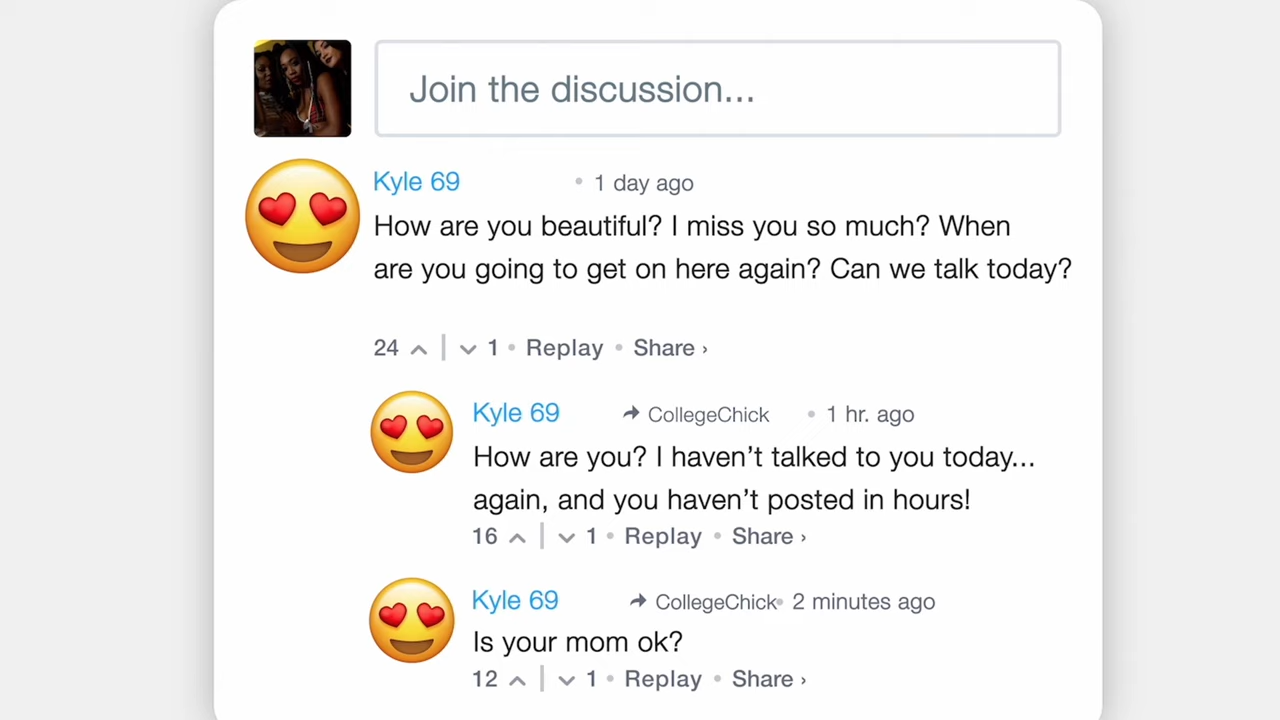 Join the discussion...
Kyle 69 • 1 day ago
How are you beautiful? I miss you so much? When
are you going to get on here again? Can we talk today?
24 | 1 • Replay • Share ›
Kyle 69 CollegeChick • 1 hr. ago
How are you? I haven’t talked to you today...
again, and you haven’t posted in hours!
16 | 1 • Replay • Share ›
Kyle 69 CollegeChick • 2 minutes ago
Is your mom ok?
12 | 1 • Replay • Share ›